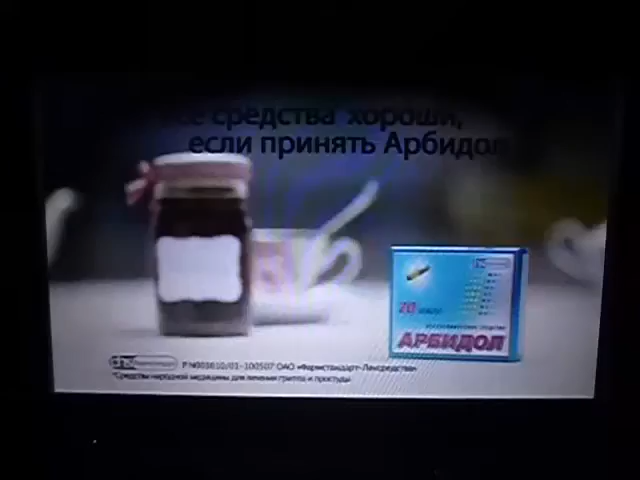 все средства хороши,
если принять Арбидол
20
АРБИДОЛ
Р N003610/01-100507 ОАО «Фармстандарт-Лексредства»
*Средства народной медицины для лечения гриппа и простуды.